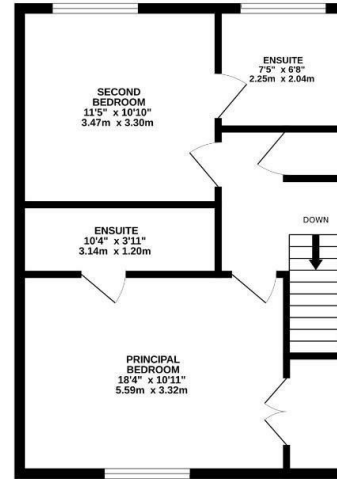 SECOND
BEDROOM
11'5" x 10'10"
3.47m x 3.30m
ENSUITE
7'5" x 6'8"
2.25m x 2.04m
ENSUITE
10'4" x 3'11"
3.14m x 1.20m
DOWN
PRINCIPAL
BEDROOM
18'4" x 10'11"
5.59m x 3.32m